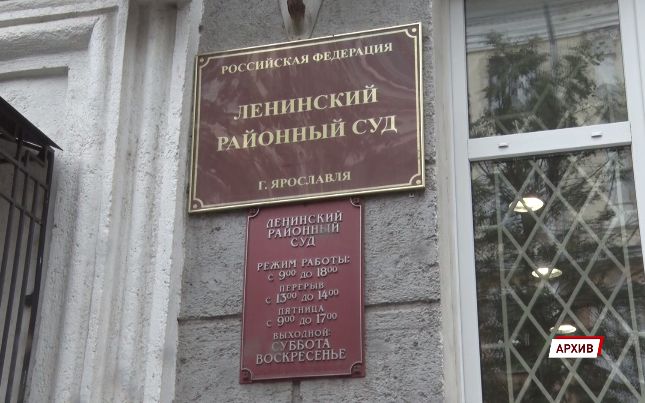 РОССИЙСКАЯ ФЕДЕРАЦИЯ
ЛЕНИНСКИЙ
РАЙОННЫЙ СУД
Г. ЯРОСЛАВЛЯ
ЛЕНИНСКИЙ
РАЙОННЫЙ
СУД
РЕЖИМ РАБОТЫ:
С 900 ДО 1800
ПЕРЕРЫВ
С 1300 ДО 1400
ПЯТНИЦА
С 900 ДО 1700
ВЫХОДНОЙ:
СУББОТА
ВОСКРЕСЕНЬЕ
АРХИВ